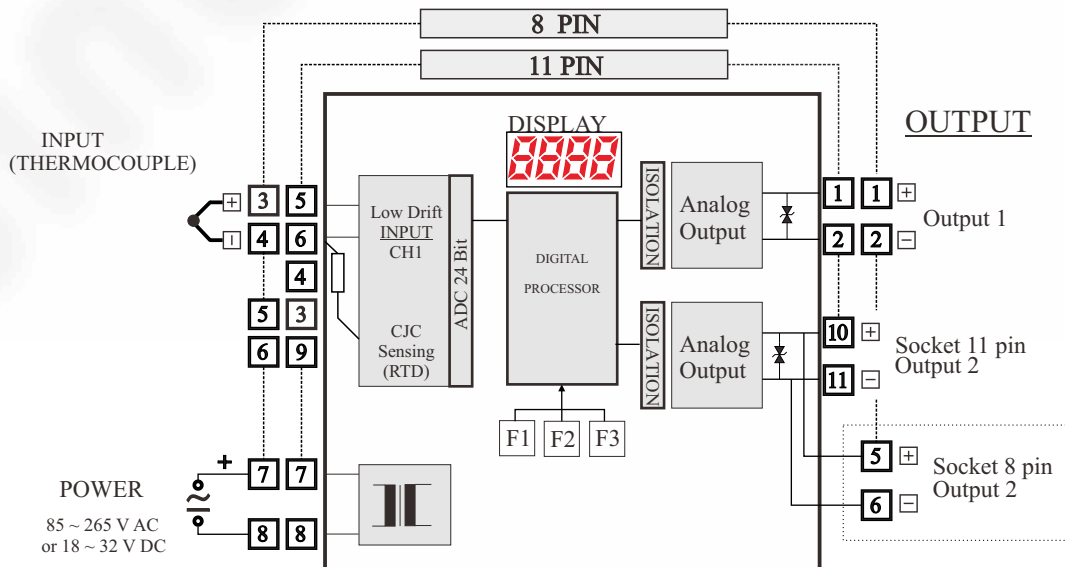 8 PIN
11 PIN
INPUT
(THERMOCOUPLE)
DISPLAY
8888
OUTPUT
+ 3 5
- 4 6
4
5 3
6 9
Low Drift
INPUT
CH1
CJC
Sensing
(RTD)
ADC 24 Bit
DIGITAL
PROCESSOR
ISOLATION
Analog
Output
1 1 +
2 2 -
Output 1
ISOLATION
Analog
Output
10 +
11 -
Socket 11 pin
Output 2
F1 F2 F3
5 +
6 -
Socket 8 pin
Output 2
POWER
85 ~ 265 V AC
or 18 ~ 32 V DC
+
~
7 7
8 8